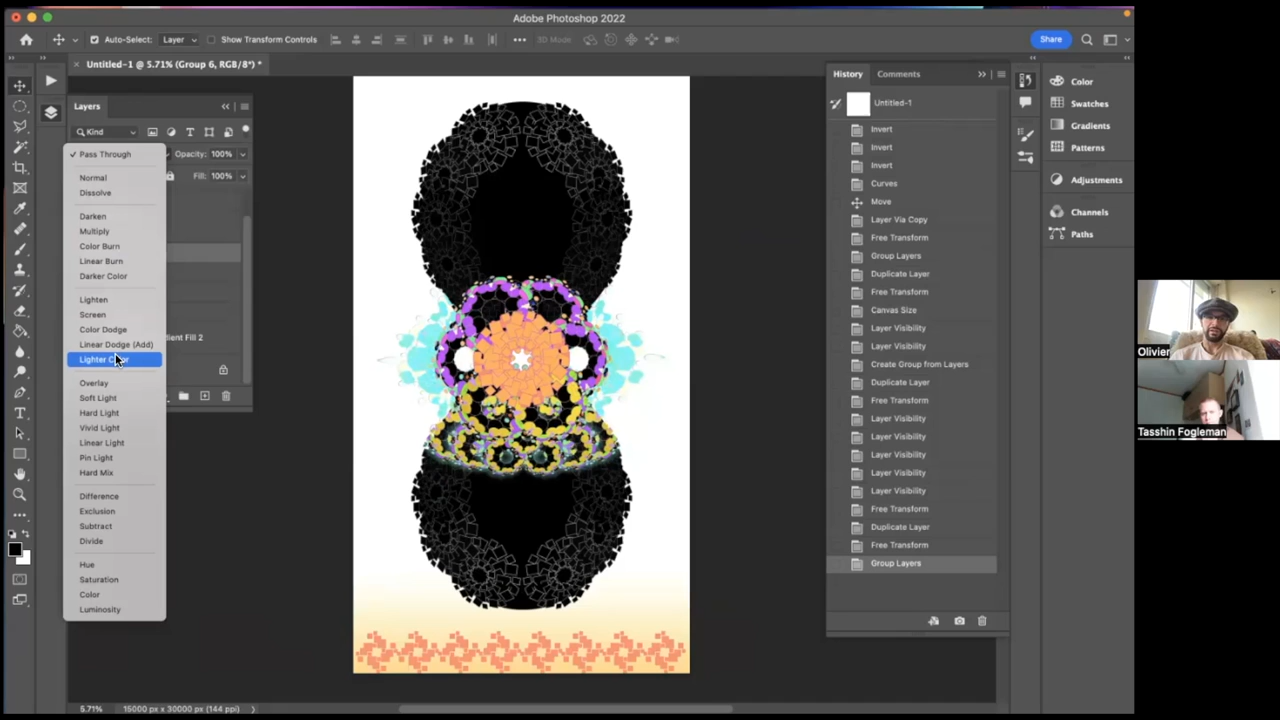 Adobe Photoshop 2022
Auto-Select: Layer Show Transform Controls 3D Mode Share
Untitled-1 @ 5.71% (Group 6, RGB/8*) *
Layers
Kind
Pass Through
Opacity: 100%
Fill: 100%
Normal
Dissolve
Darken
Multiply
Color Burn
Linear Burn
Darker Color
Lighten
Screen
Color Dodge
Linear Dodge (Add)
Lighter Color
Overlay
Soft Light
Hard Light
Vivid Light
Linear Light
Pin Light
Hard Mix
Difference
Exclusion
Subtract
Divide
Hue
Saturation
Color
Luminosity
dient Fill 2
History Comments
Untitled-1
Invert
Invert
Invert
Curves
Move
Layer Via Copy
Free Transform
Group Layers
Duplicate Layer
Free Transform
Canvas Size
Layer Visibility
Layer Visibility
Create Group from Layers
Duplicate Layer
Free Transform
Layer Visibility
Layer Visibility
Layer Visibility
Layer Visibility
Layer Visibility
Free Transform
Duplicate Layer
Free Transform
Group Layers
Color
Swatches
Gradients
Patterns
Adjustments
Channels
Paths
Olivier
Tasshin Fogleman
5.71% 15000 px x 30000 px (144 ppi)